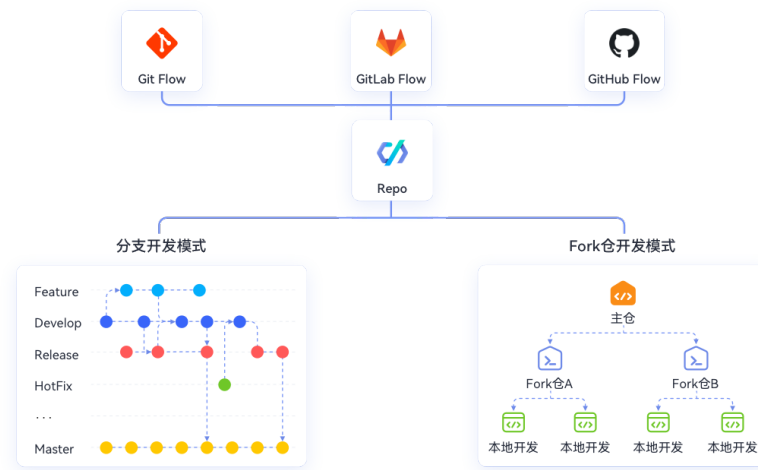 Git Flow
GitLab Flow
GitHub Flow
Repo
分支开发模式
Fork仓开发模式
Feature
Develop
Release
HotFix
...
Master
主仓
Fork仓A
Fork仓B
本地开发
本地开发
本地开发
本地开发